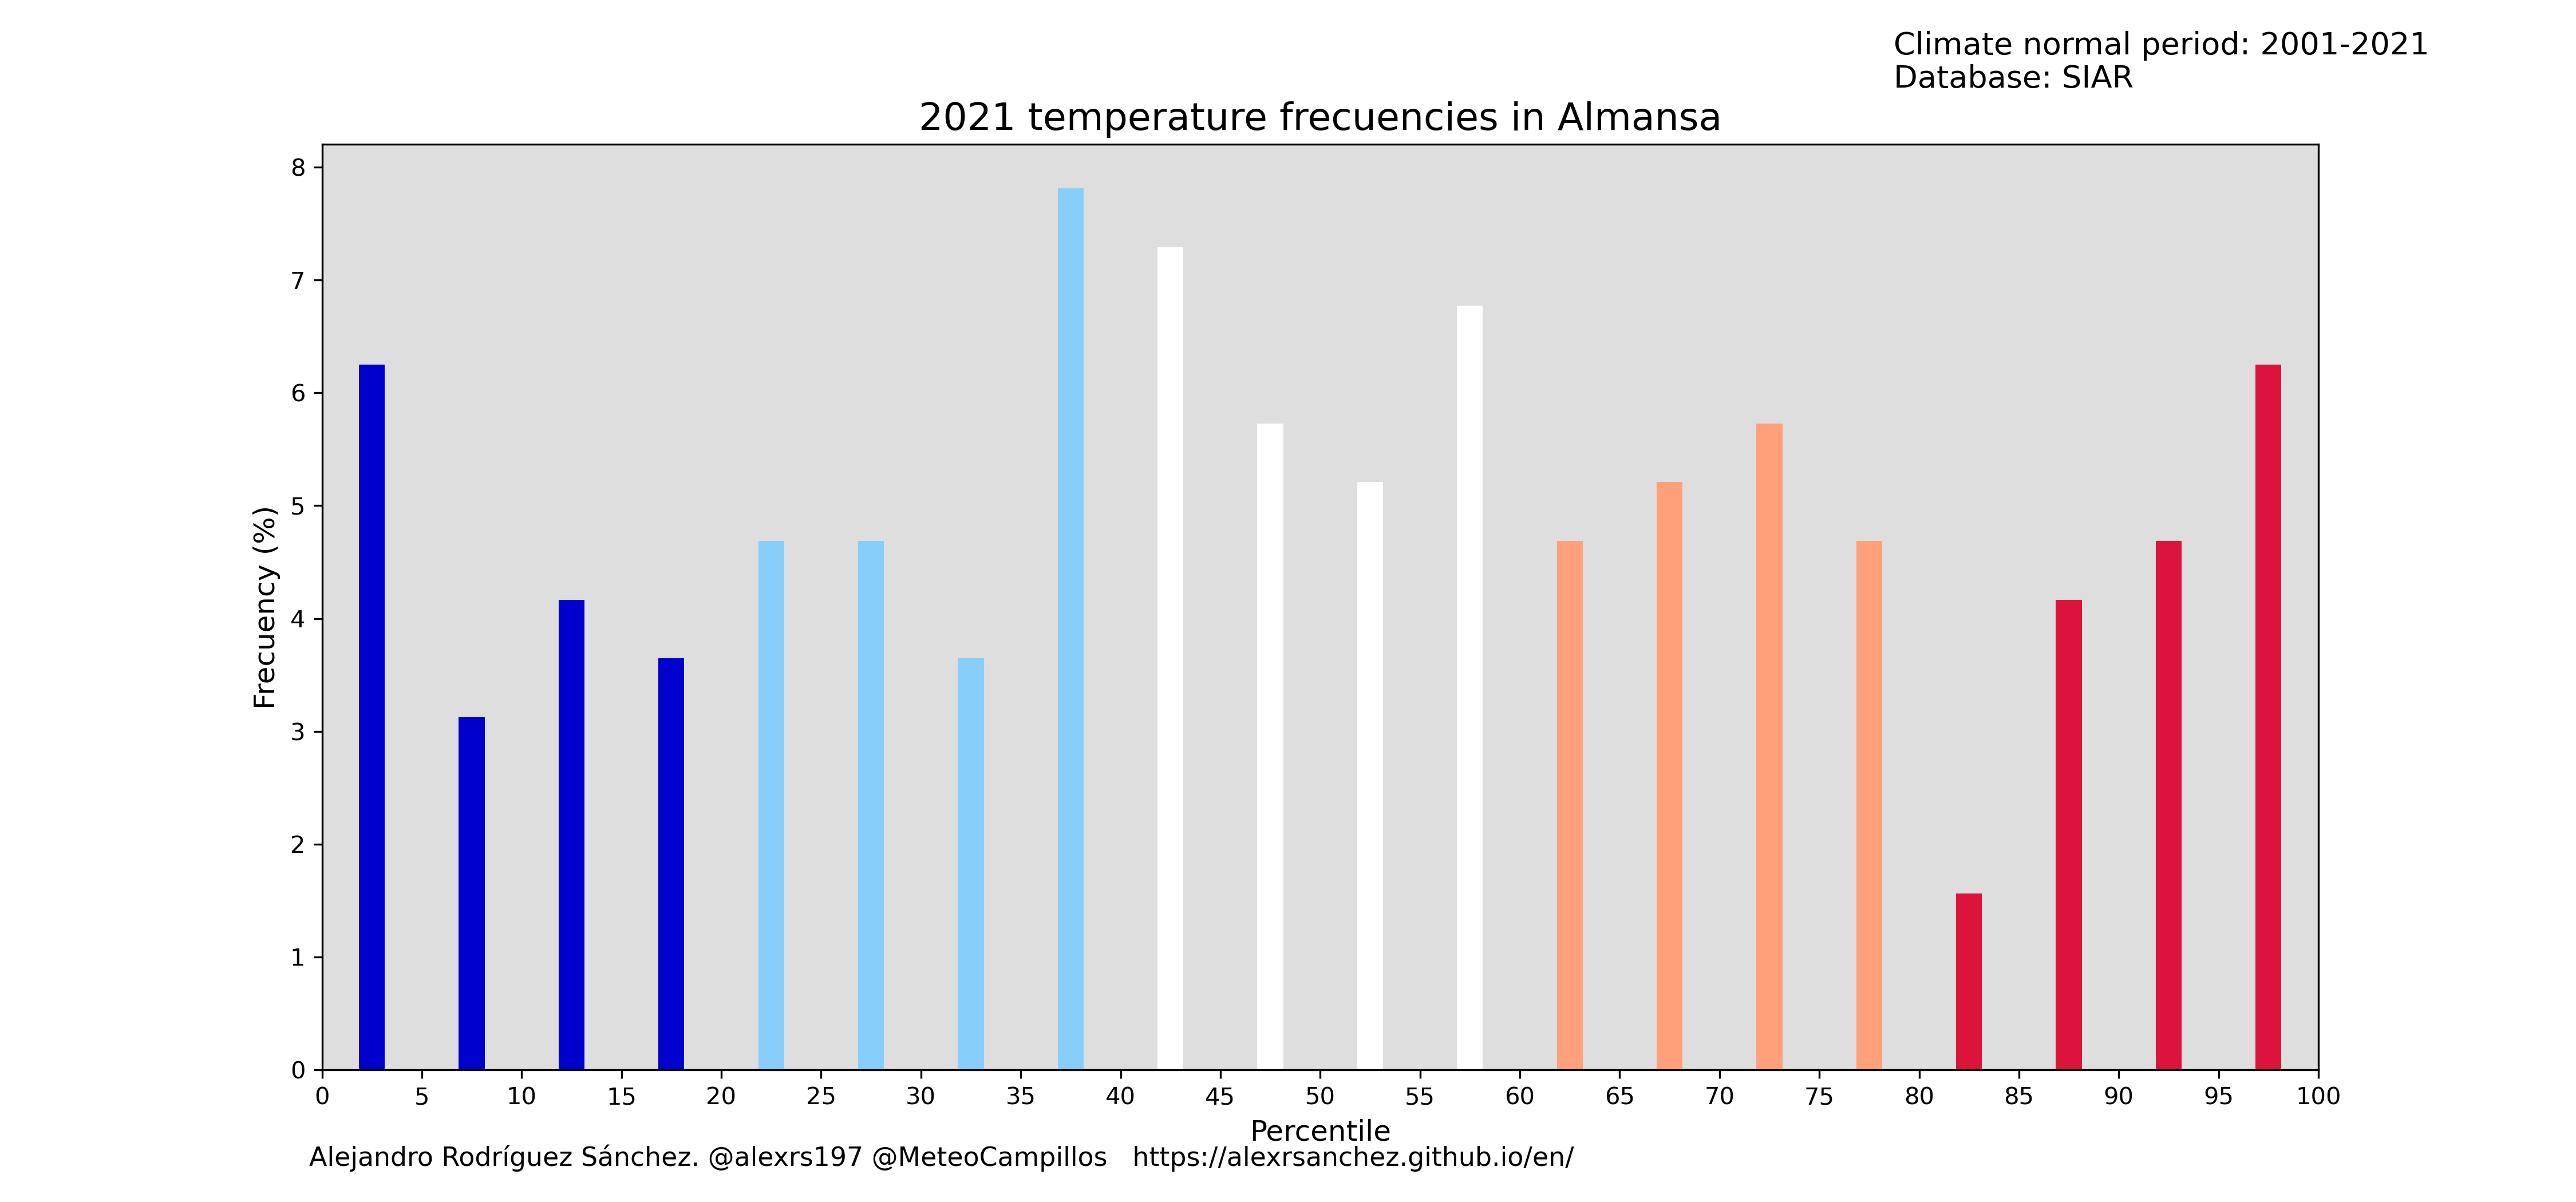 Climate normal period: 2001-2021
Database: SIAR
2021 temperature frecuencies in Almansa
Frecuency (%)
8
7
6
5
4
3
2
1
0
0 5 10 15 20 25 30 35 40 45 50 55 60 65 70 75 80 85 90 95 100
Percentile
Alejandro Rodríguez Sánchez. @alexrs197 @MeteoCampillos https://alexrsanchez.github.io/en/